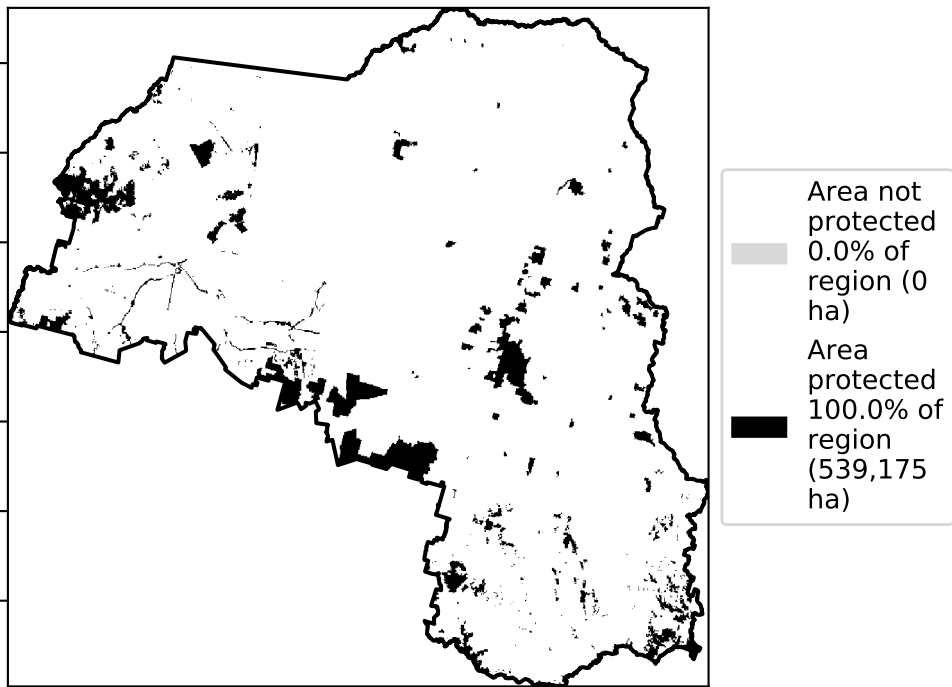 Area not
protected
0.0% of
region (0
ha)
Area
protected
100.0% of
region
(539,175
ha)